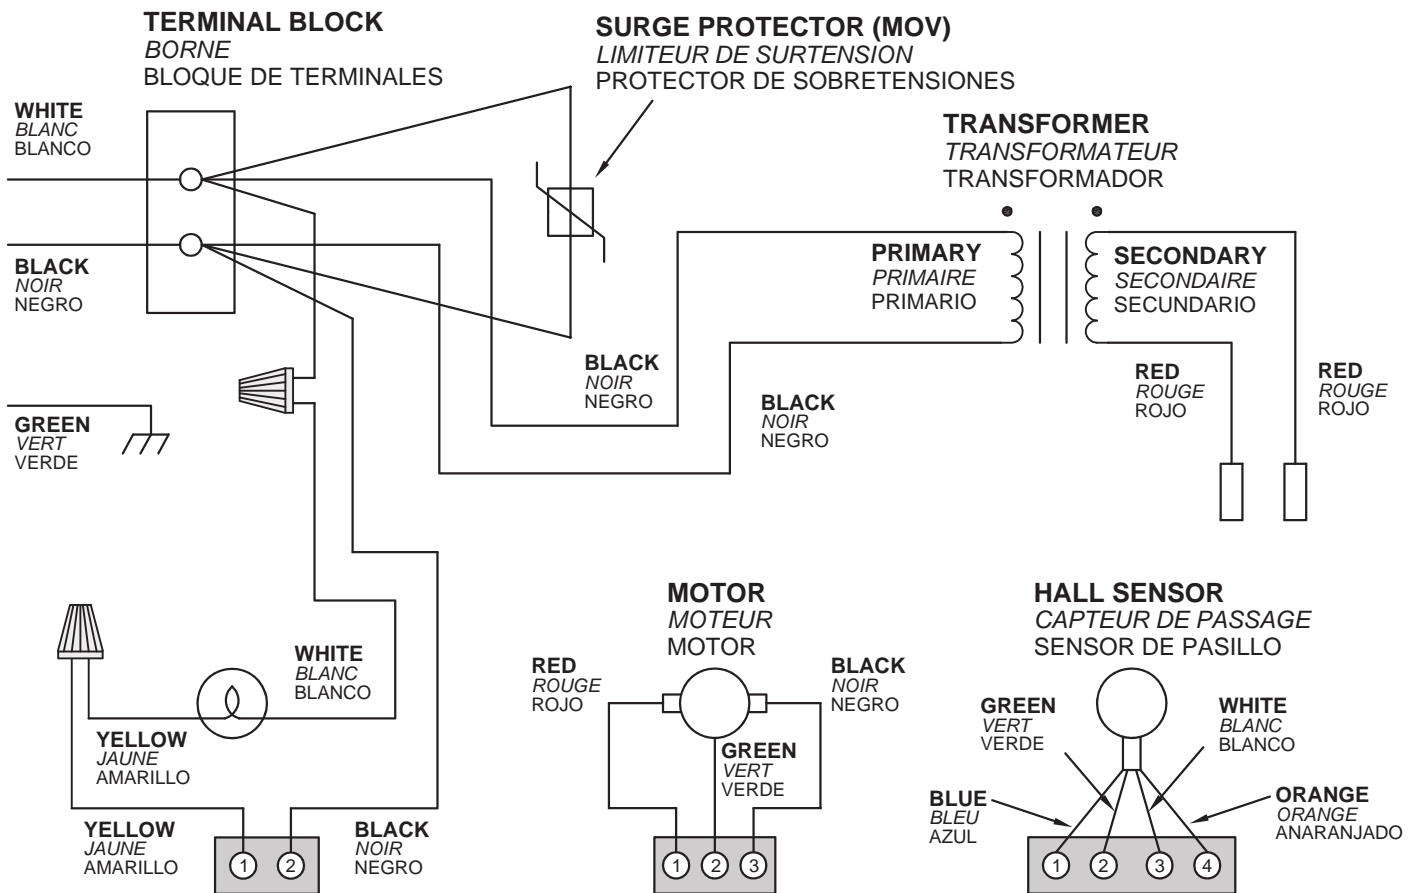 TERMINAL BLOCK
BORNE
BLOQUE DE TERMINALES
SURGE PROTECTOR (MOV)
LIMITEUR DE SURTENSION
PROTECTOR DE SOBRETENSIONES
WHITE
BLANC
BLANCO
TRANSFORMER
TRANSFORMATEUR
TRANSFORMADOR
BLACK
NOIR
NEGRO
PRIMARY
PRIMAIRE
PRIMARIO
SECONDARY
SECONDAIRE
SECUNDARIO
BLACK
NOIR
NEGRO
BLACK
NOIR
NEGRO
RED
ROUGE
ROJO
RED
ROUGE
ROJO
GREEN
VERT
VERDE
WHITE
BLANC
BLANCO
YELLOW
JAUNE
AMARILLO
YELLOW
JAUNE
AMARILLO
1
2
BLACK
NOIR
NEGRO
MOTOR
MOTEUR
MOTOR
RED
ROUGE
ROJO
BLACK
NOIR
NEGRO
GREEN
VERT
VERDE
1
2
3
HALL SENSOR
CAPTEUR DE PASSAGE
SENSOR DE PASILLO
GREEN
VERT
VERDE
WHITE
BLANC
BLANCO
BLUE
BLEU
AZUL
ORANGE
ORANGE
ANARANJADO
1
2
3
4